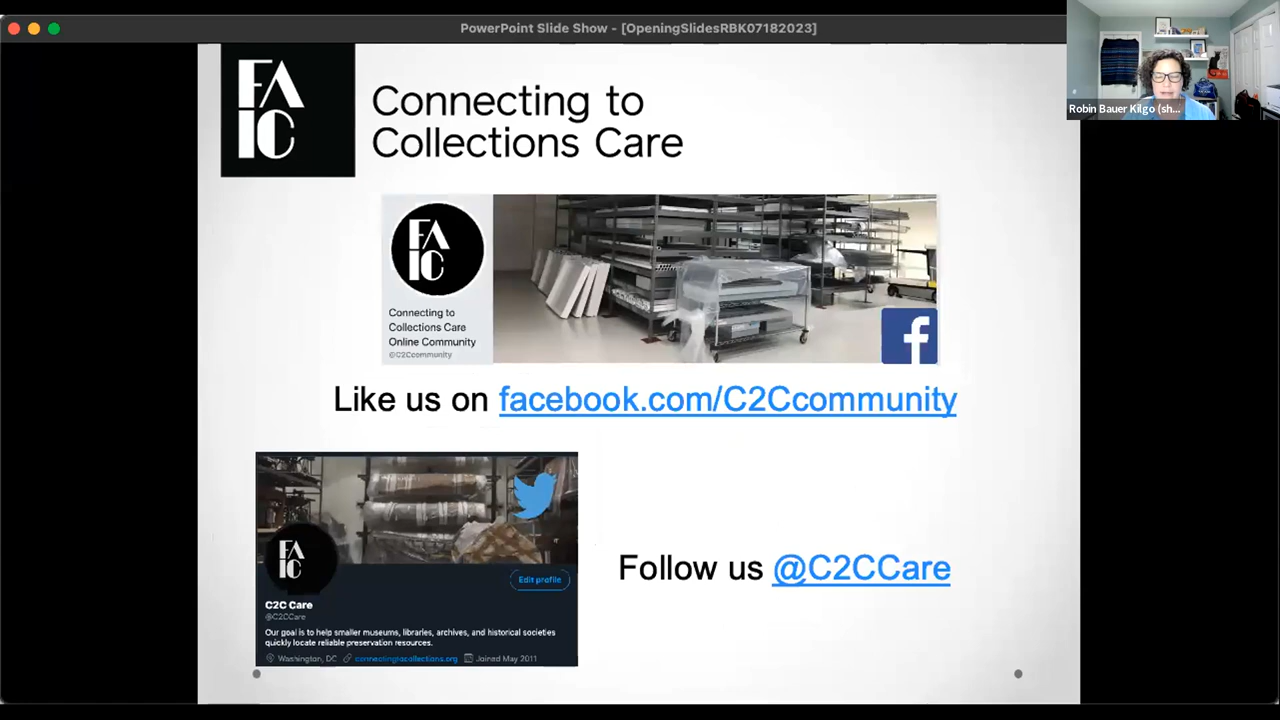 PowerPoint Slide Show - [OpeningSlidesRBK07182023]
Robin Bauer Kilgo (sh...
FA
IC
Connecting to
Collections Care
FA
IC
Connecting to
Collections Care
Online Community
@C2Ccommunity
f
Like us on facebook.com/C2Ccommunity
FA
IC
Edit profile
C2C Care
@C2CCare
Our goal is to help smaller museums, libraries, archives, and historical societies
quickly locate reliable preservation resources.
Washington, DC connectingtocollections.org Joined May 2011
Follow us @C2CCare